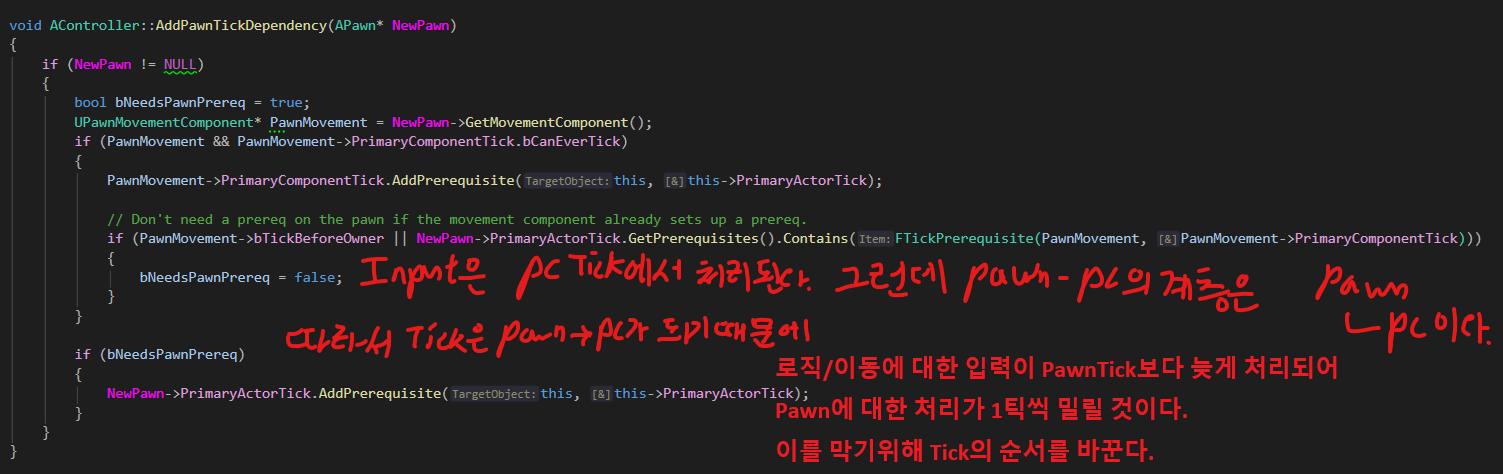 void AController::AddPawnTickDependency(APawn* NewPawn)
{
if (NewPawn != NULL)
{
bool bNeedsPawnPrereq = true;
UPawnMovementComponent* PawnMovement = NewPawn->GetMovementComponent();
if (PawnMovement && PawnMovement->PrimaryComponentTick.bCanEverTick)
{
PawnMovement->PrimaryComponentTick.AddPrerequisite(TargetObject:this, [&]this->PrimaryActorTick);
// Don't need a prereq on the pawn if the movement component already sets up a prereq.
if (PawnMovement->bTickBeforeOwner || NewPawn->PrimaryActorTick.GetPrerequisites().Contains(Item:FTickPrerequisite(PawnMovement, [&]PawnMovement->PrimaryComponentTick)))
{
bNeedsPawnPrereq = false; Input은 PC Tick에서 처리된다. 그런데 pawn-pc의 계층은 pawn
} ㄴpc이다.
}
따라서 Tick은 pawn→pc가 되기때문에
if (bNeedsPawnPrereq)
{ 로직/이동에 대한 입력이 PawnTick보다 늦게 처리되어
NewPawn->PrimaryActorTick.AddPrerequisite(TargetObject:this, [&]this->PrimaryActorTick);
} Pawn에 대한 처리가 1틱씩 밀릴 것이다.
}
} 이를 막기위해 Tick의 순서를 바꾼다.